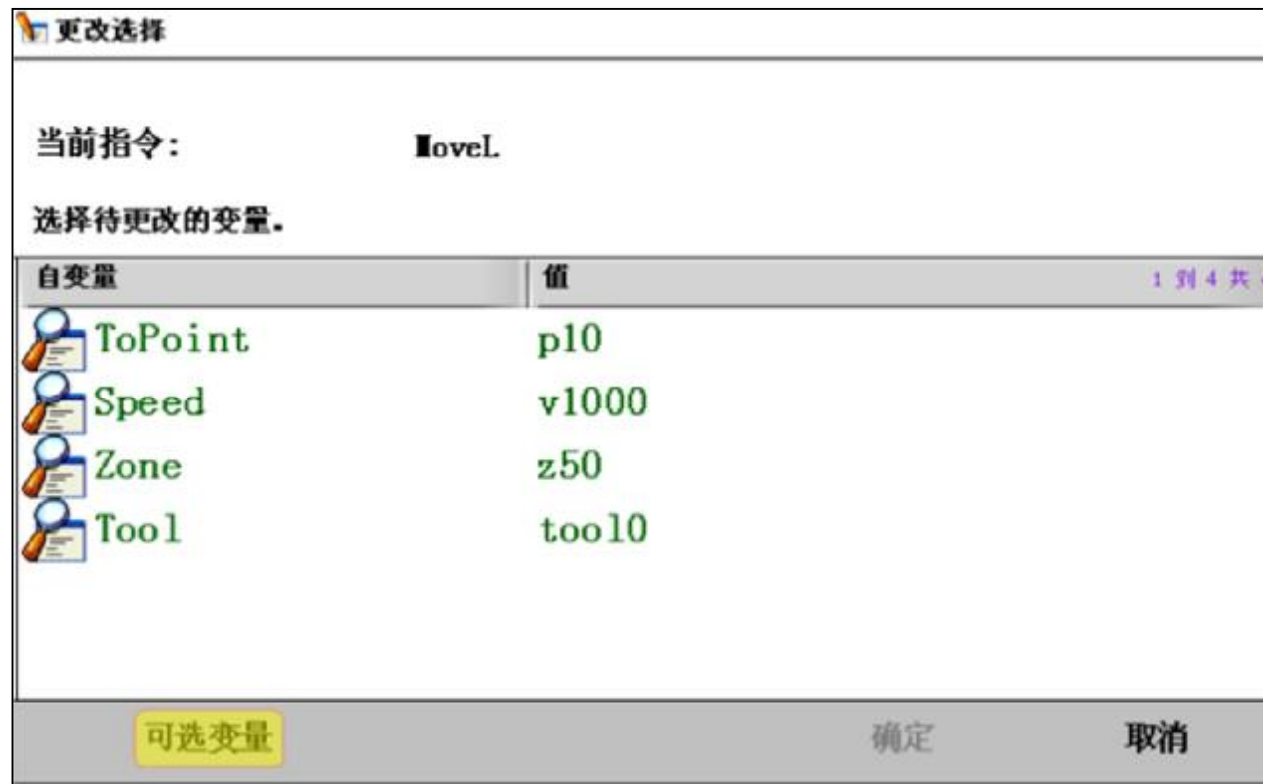 更改选择
当前指令: MoveL
选择待更改的变量。
自变量 值 1 到 4 共
ToPoint p10
Speed v1000
Zone z50
Tool tool0
可选变量 确定 取消